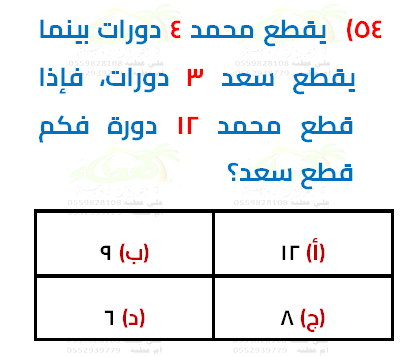 ٥٤) يقطع محمد ٤ دورات بينما
يقطع سعد ٣ دورات، فإذا
قطع محمد ١٢ دورة فكم
قطع سعد؟
(أ) ١٢
(ب) ٩
(ج) ٨
(د) ٦